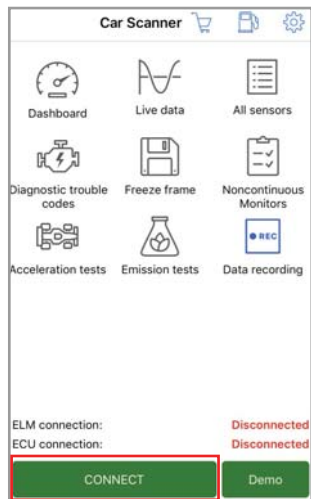 Car Scanner
Dashboard
Live data
All sensors
Diagnostic trouble
codes
Freeze frame
Noncontinuous
Monitors
REC
Acceleration tests
Emission tests
Data recording
ELM connection: Disconnected
ECU connection: Disconnected
CONNECT
Demo